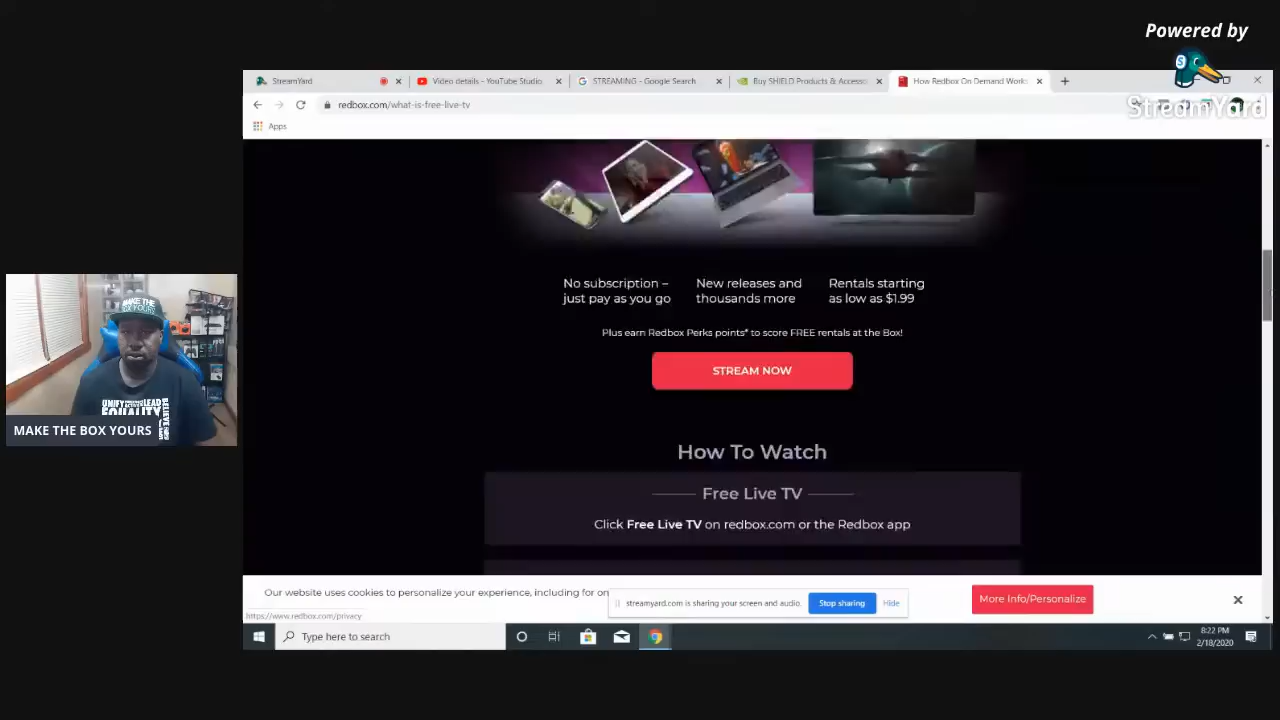 Powered by
StreamYard
StreamYard
Video details - YouTube Studio
STREAMING - Google Search
Buy SHIELD Products & Accesso
How Redbox On Demand Work
redbox.com/what-is-free-live-tv
Apps
No subscription –
just pay as you go
New releases and
thousands more
Rentals starting
as low as $1.99
Plus earn Redbox Perks points* to score FREE rentals at the Box!
STREAM NOW
How To Watch
Free Live TV
Click Free Live TV on redbox.com or the Redbox app
MAKE THE
BOX YOURS
UNIFY
LEAD
EQUALITY
BELIEVE
MAKE THE BOX YOURS
Our website uses cookies to personalize your experience, including for on
streamyard.com is sharing your screen and audio.
Stop sharing
Hide
More Info/Personalize
https://www.redbox.com/privacy
Type here to search
8:22 PM
2/18/2020